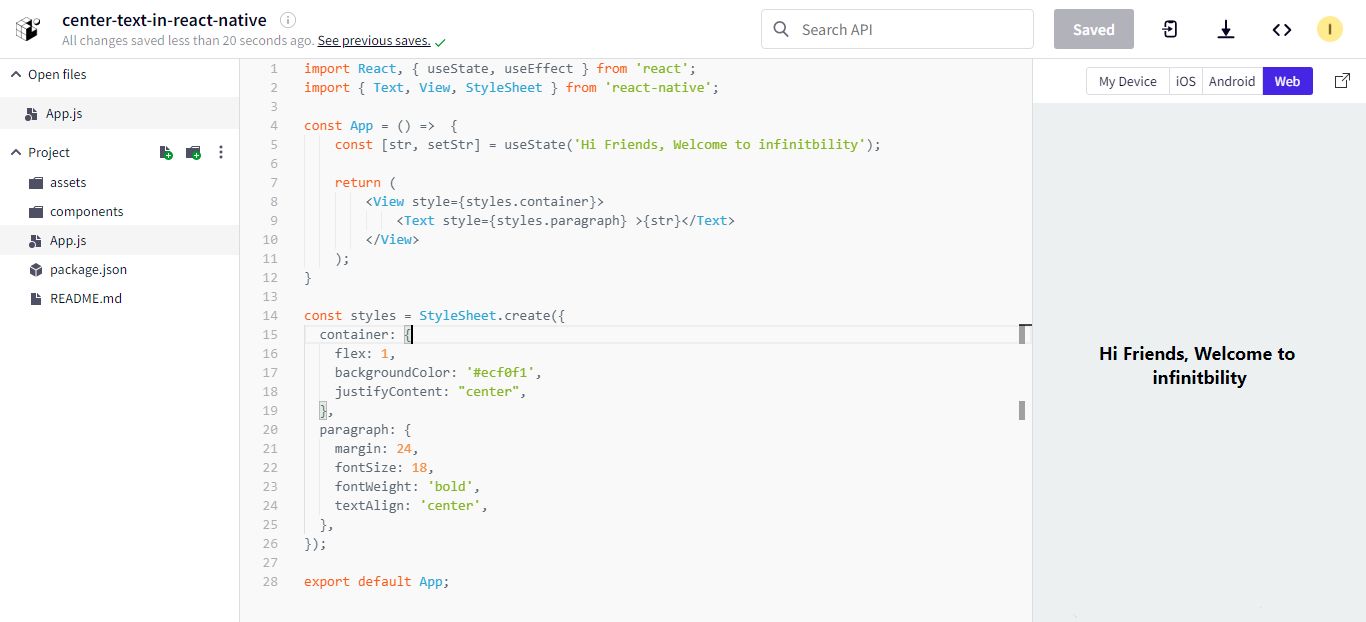 center-text-in-react-native
All changes saved less than 20 seconds ago. See previous saves.
Search API
Saved
I
Open files
App.js
Project
assets
components
App.js
package.json
README.md
1 import React, { useState, useEffect } from 'react';
2 import { Text, View, StyleSheet } from 'react-native';
3
4 const App = () => {
5 const [str, setStr] = useState('Hi Friends, Welcome to infinitbility');
6
7 return (
8 <View style={styles.container}>
9 <Text style={styles.paragraph} >{str}</Text>
10 </View>
11 );
12 }
13
14 const styles = StyleSheet.create({
15 container: {
16 flex: 1,
17 backgroundColor: '#ecf0f1',
18 justifyContent: "center",
19 },
20 paragraph: {
21 margin: 24,
22 fontSize: 18,
23 fontWeight: 'bold',
24 textAlign: 'center',
25 },
26 });
27
28 export default App;
My Device iOS Android Web
Hi Friends, Welcome to
infinitbility